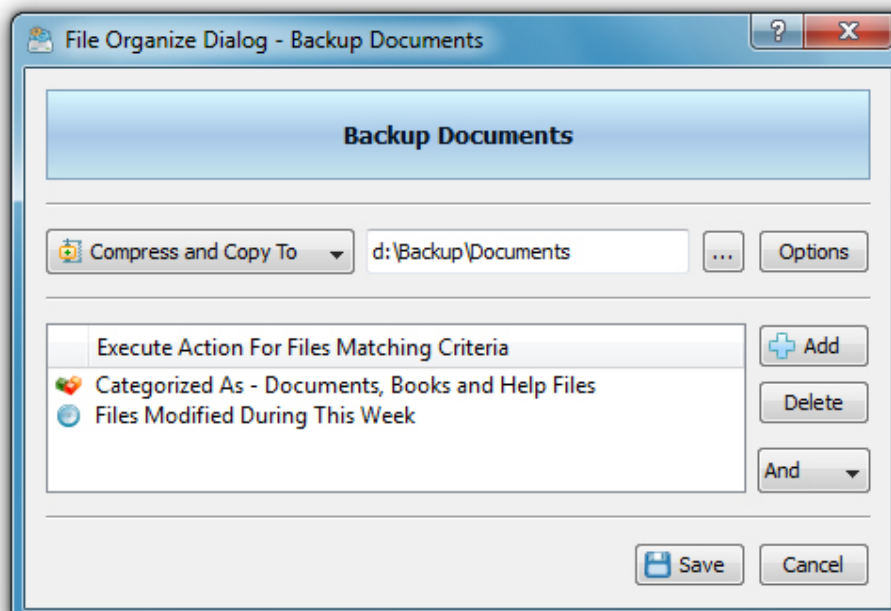 File Organize Dialog - Backup Documents
?
Backup Documents
Compress and Copy To
d:\Backup\Documents
...
Options
Execute Action For Files Matching Criteria
Add
Categorized As - Documents, Books and Help Files
Files Modified During This Week
Delete
And
Save
Cancel